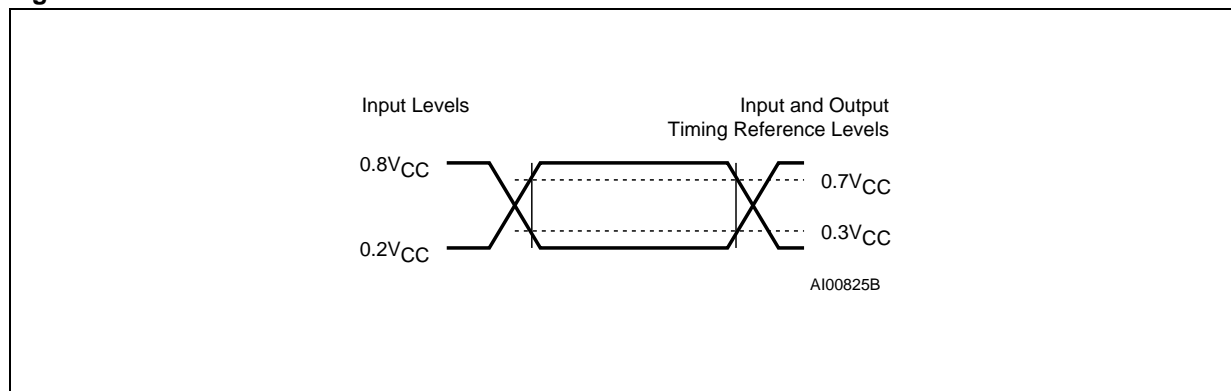 Input Levels
Input and Output
Timing Reference Levels
0.8VCC
0.7VCC
0.3VCC
0.2VCC
AI00825B